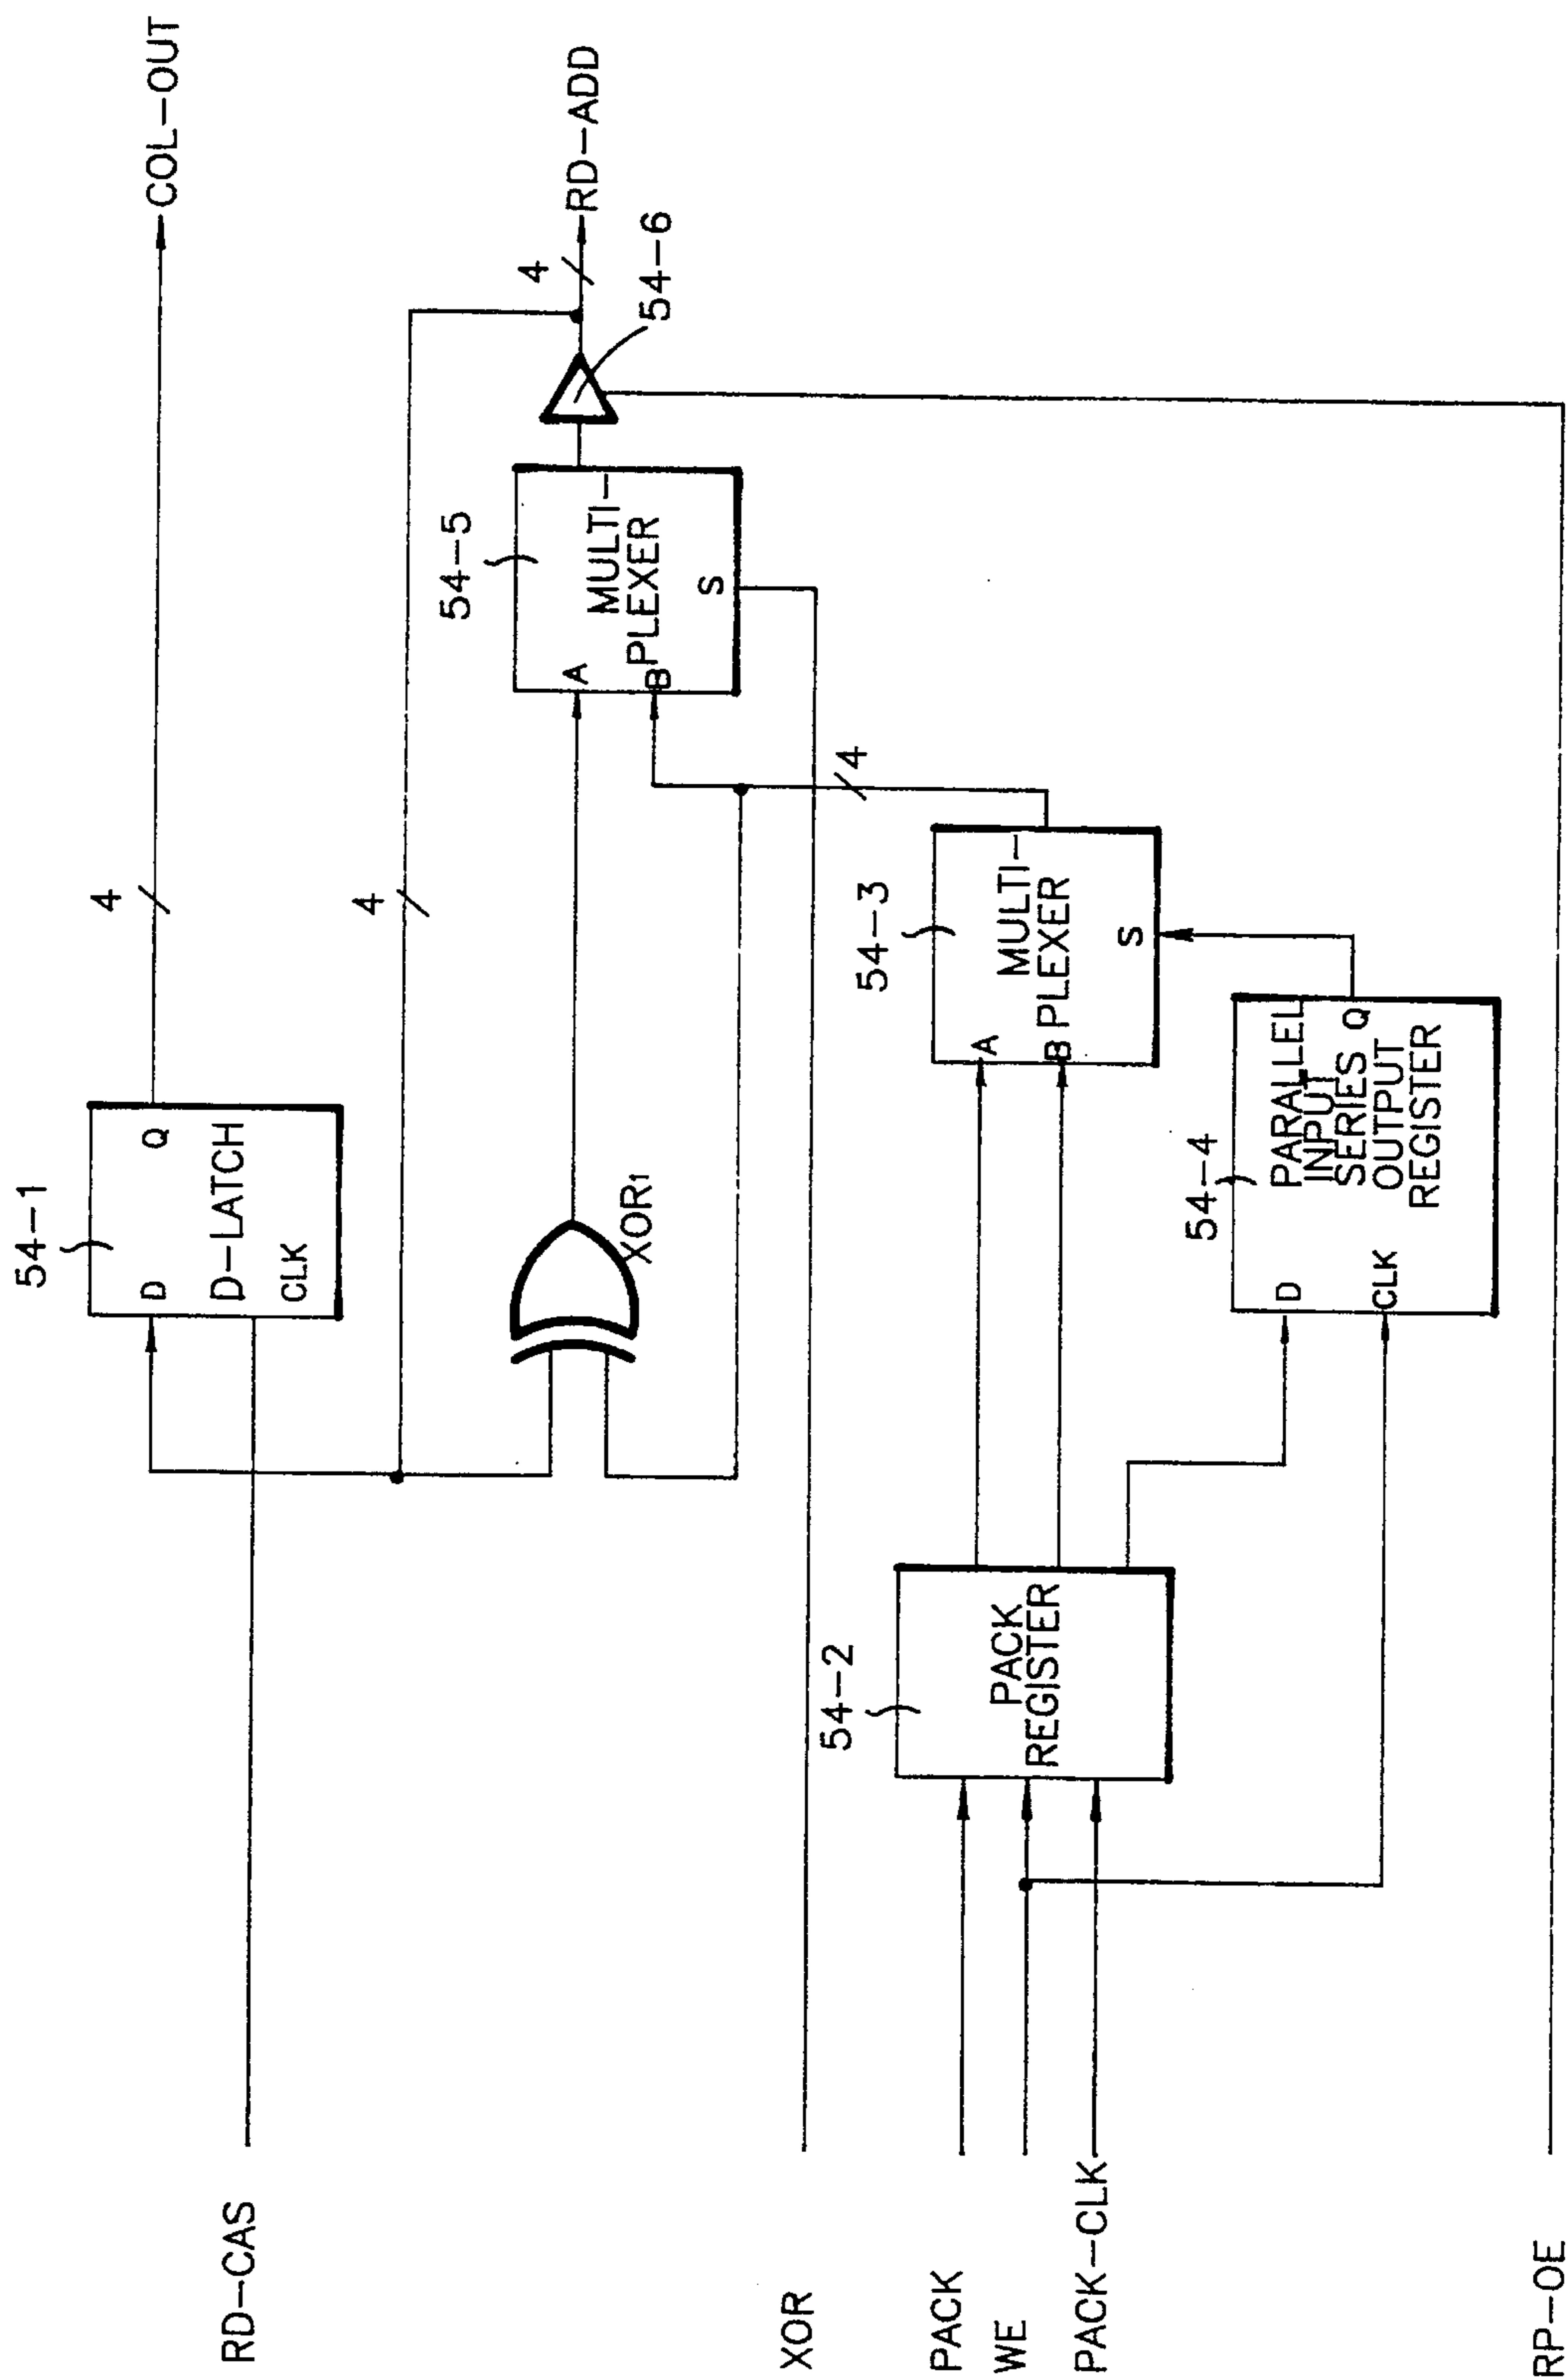 COL-OUT
RD-ADD
54-1
D
Q
D-LATCH
CLK
4
4
4
54-6
54-5
A
B
MULTI-
PLEXER
S
XOR1
4
54-3
A
B
MULTI-
PLEXER
S
54-4
D
CLK
PARALLEL
INPUT
SERIES
OUTPUT
REGISTER
Q
54-2
PACK
REGISTER
RD-CAS
XOR
PACK
WE
PACK-CLK
RP-OE